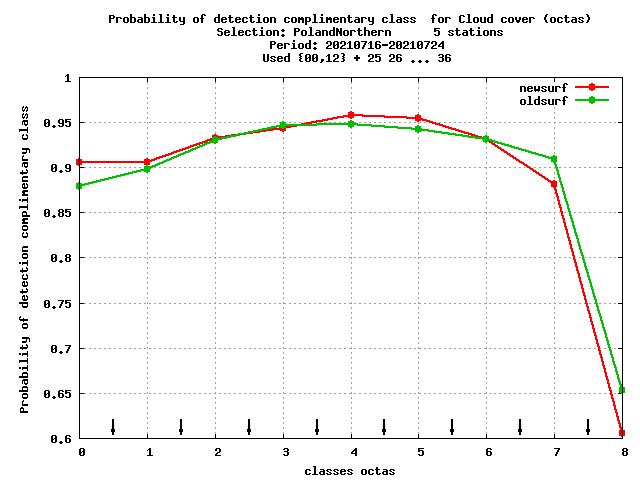 Probability of detection complimentary class  for Cloud cover (octas)
Selection: PolandNorthern      5 stations
Period: 20210716-20210724
Used {00,12} + 25 26 ... 36
newsurf
oldsurf
Probability of detection complimentary class
1
0.95
0.9
0.85
0.8
0.75
0.7
0.65
0.6
0 1 2 3 4 5 6 7 8
classes octas